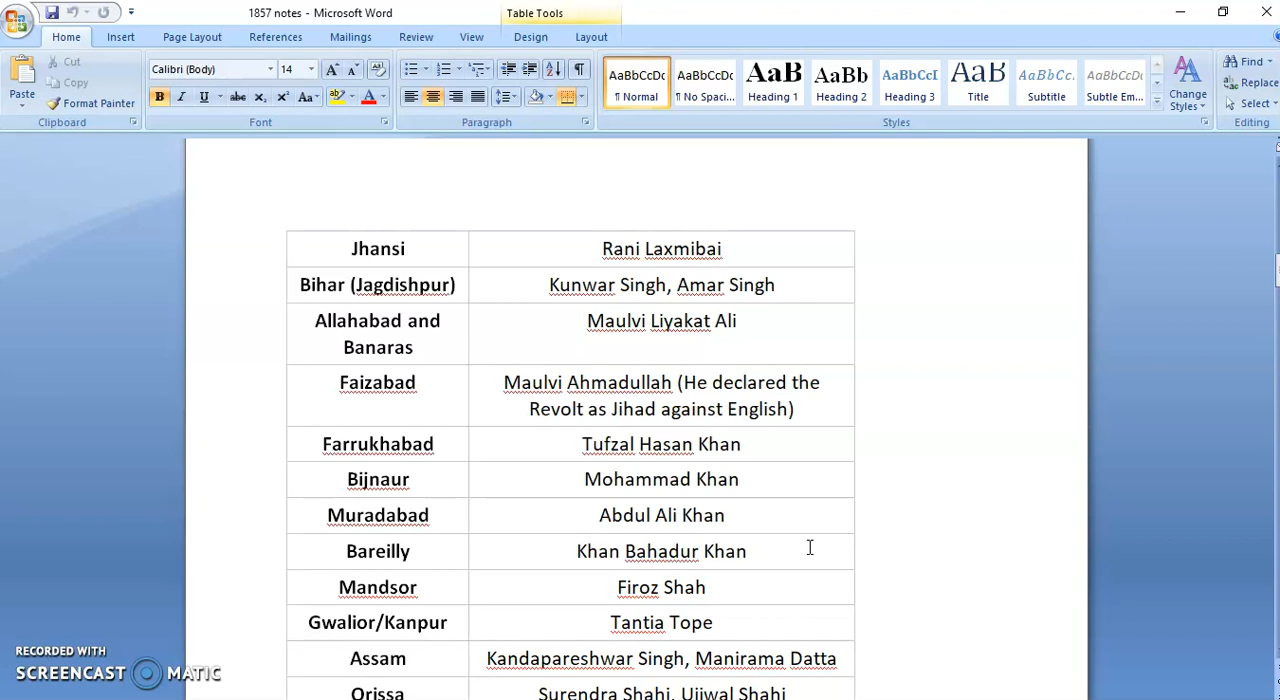 1857 notes - Microsoft Word
Table Tools
Home Insert Page Layout References Mailings Review View Design Layout
Paste
Cut
Copy
Format Painter
Clipboard
Calibri (Body) 14
B I U abc X₂ X² Aa
Font
Paragraph
AaBbCcDc AaBbCcDc AaB AaBb AaBbCcI AaB AaBbCc. AaBbCcDc
¶ Normal ¶ No Spaci... Heading 1 Heading 2 Heading 3 Title Subtitle Subtle Em...
Change
Styles
Styles
Find
Replace
Select
Editing
Jhansi Rani Laxmibai
Bihar (Jagdishpur) Kunwar Singh, Amar Singh
Allahabad and
Banaras
Maulvi Liyakat Ali
Faizabad
Maulvi Ahmadullah (He declared the
Revolt as Jihad against English)
Farrukhabad Tufzal Hasan Khan
Bijnaur Mohammad Khan
Muradabad Abdul Ali Khan
Bareilly Khan Bahadur Khan
Mandsor Firoz Shah
Gwalior/Kanpur Tantia Tope
Assam Kandapareshwar Singh, Manirama Datta
Orissa Surendra Shahi, Ujjwal Shahi
RECORDED WITH
SCREENCAST MATIC